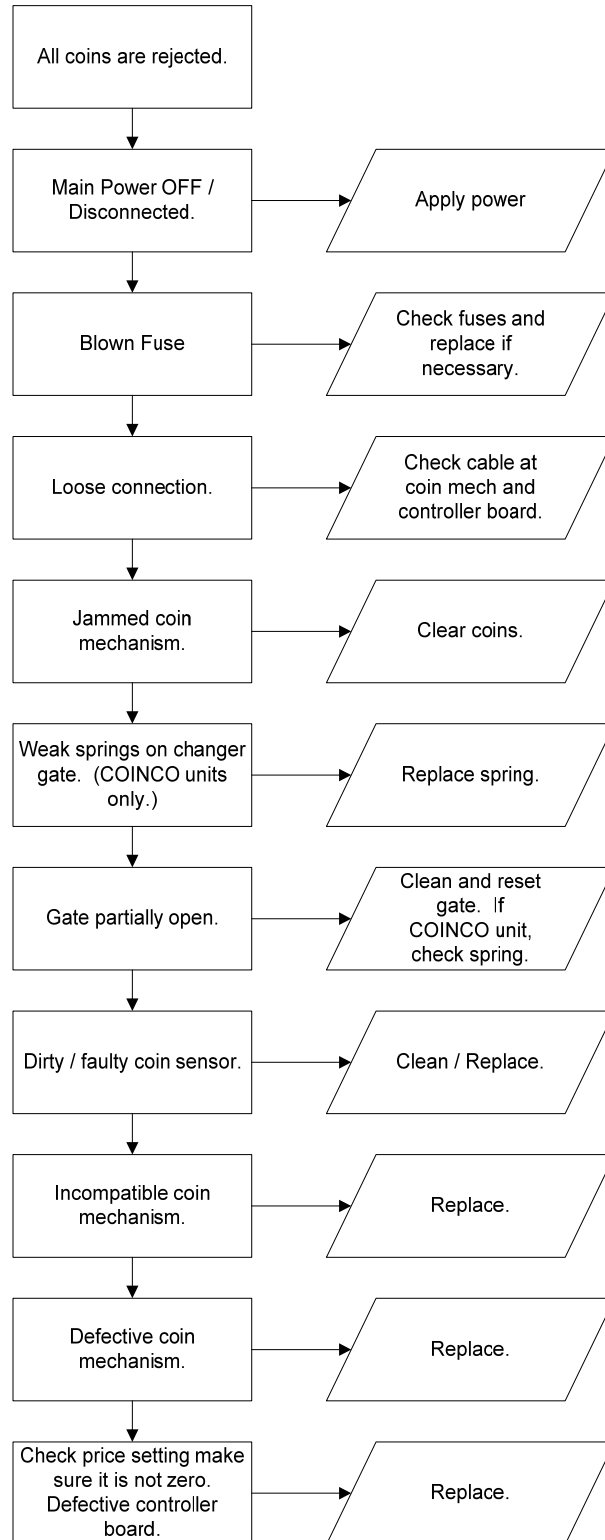 All coins are rejected.
Main Power OFF /
Disconnected.
Apply power
Blown Fuse
Check fuses and
replace if
necessary.
Loose connection.
Check cable at
coin mech and
controller board.
Jammed coin
mechanism.
Clear coins.
Weak springs on changer
gate.  (COINCO units
only.)
Replace spring.
Gate partially open.
Clean and reset
gate.  If
COINCO unit,
check spring.
Dirty / faulty coin sensor.
Clean / Replace.
Incompatible coin
mechanism.
Replace.
Defective coin
mechanism.
Replace.
Check price setting make
sure it is not zero.
Defective controller
board.
Replace.